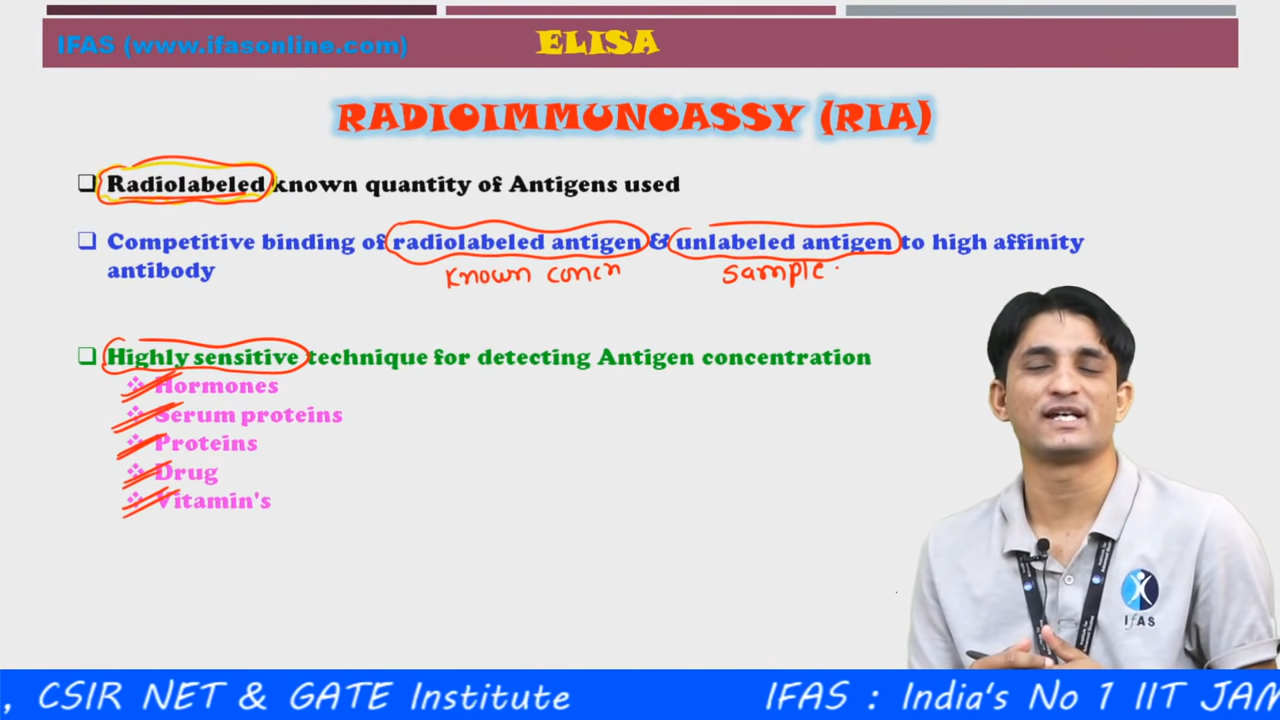 IFAS (www.ifasonline.com) ELISA
RADIOIMMUNOASSY (RIA)
Radiolabeled known quantity of Antigens used
Competitive binding of radiolabeled antigen & unlabeled antigen to high affinity
antibody
known concn sample
Highly sensitive technique for detecting Antigen concentration
Hormones
Serum proteins
Proteins
Drug
Vitamin's
IFAS
, CSIR NET & GATE Institute IFAS : India's No 1 IIT JAM